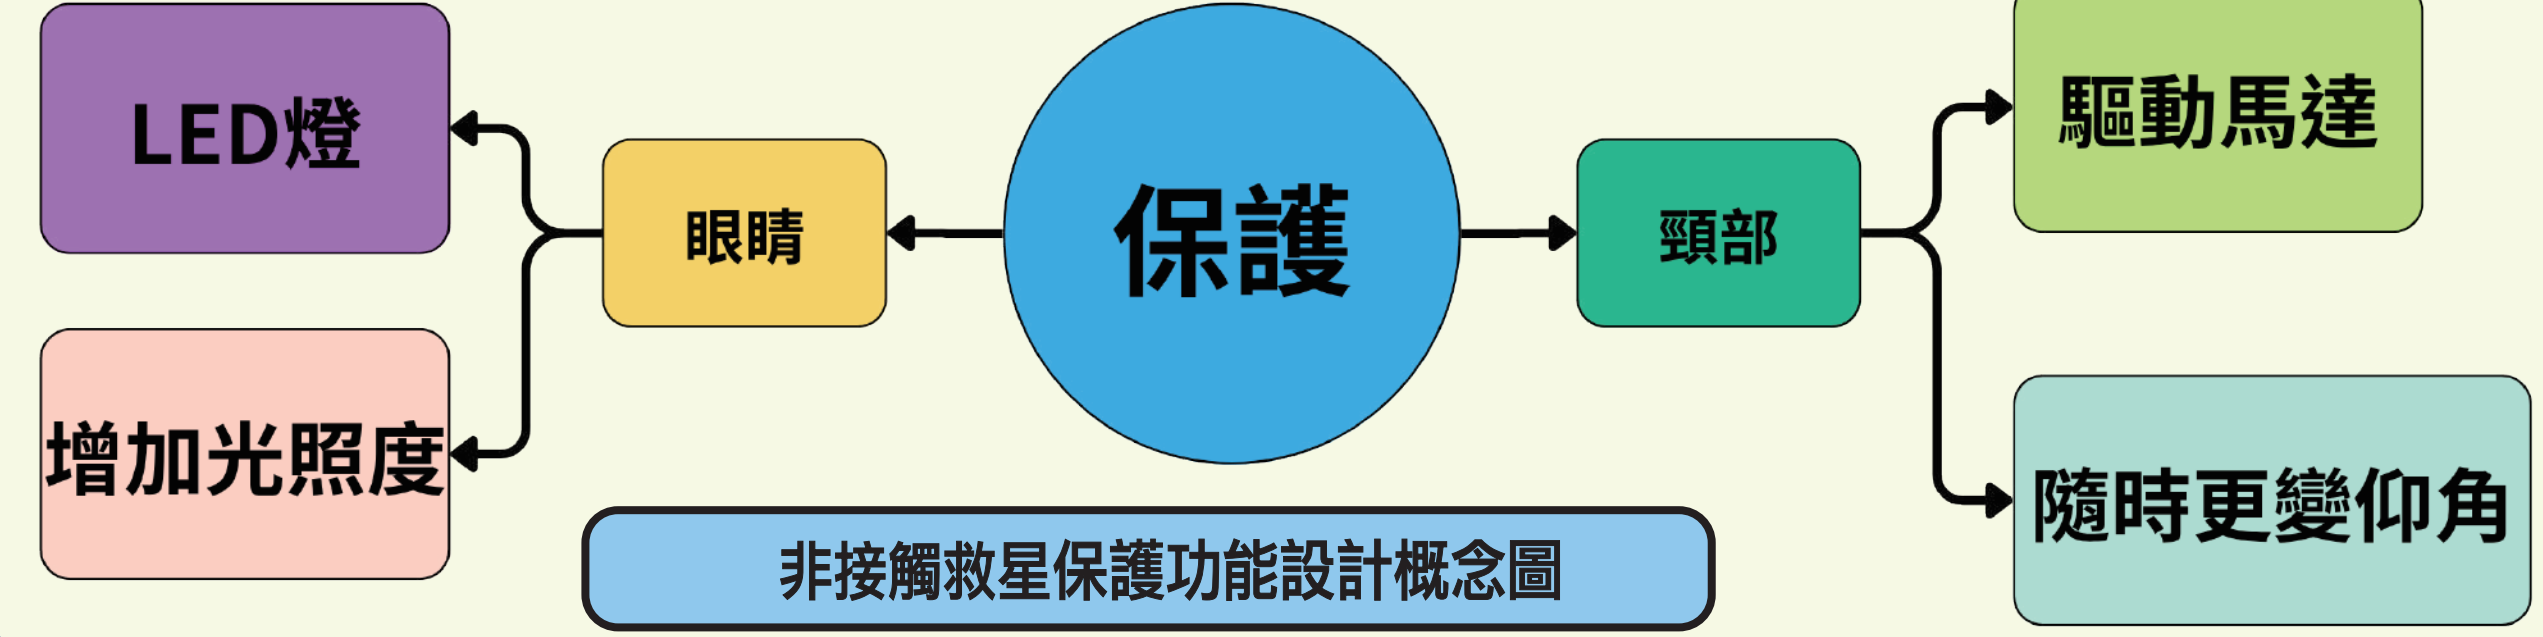 LED燈
增加光照度
眼睛
保護
頸部
驅動馬達
隨時更變仰角
非接觸救星保護功能設計概念圖